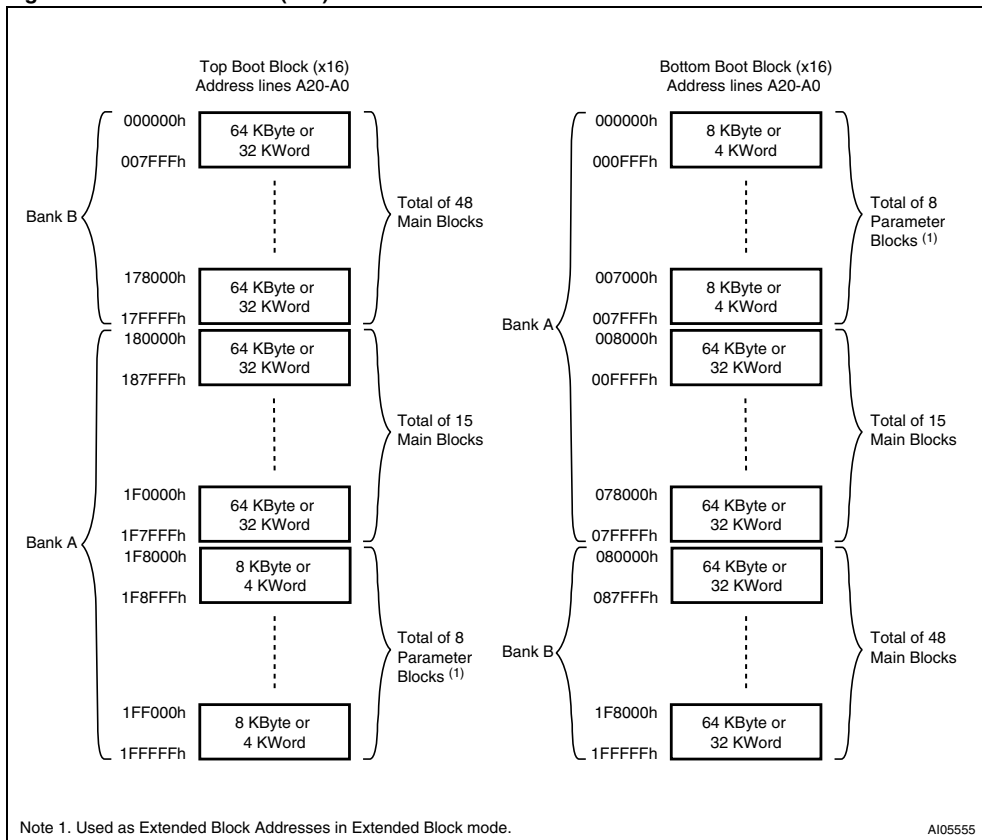 Top Boot Block (x16)
Address lines A20-A0
000000h
64 KByte or
32 KWord
007FFFh
Bank B
Total of 48
Main Blocks
178000h
64 KByte or
32 KWord
17FFFFh
180000h
64 KByte or
32 KWord
187FFFh
Total of 15
Main Blocks
1F0000h
64 KByte or
32 KWord
1F7FFFh
Bank A
1F8000h
8 KByte or
4 KWord
1F8FFFh
Total of 8
Parameter
Blocks (1)
1FF000h
8 KByte or
4 KWord
1FFFFFh
Bottom Boot Block (x16)
Address lines A20-A0
000000h
8 KByte or
4 KWord
000FFFh
Total of 8
Parameter
Blocks (1)
007000h
8 KByte or
4 KWord
007FFFh
Bank A
008000h
64 KByte or
32 KWord
00FFFFh
Total of 15
Main Blocks
078000h
64 KByte or
32 KWord
07FFFFh
080000h
64 KByte or
32 KWord
087FFFh
Bank B
Total of 48
Main Blocks
1F8000h
64 KByte or
32 KWord
1FFFFFh
Note 1. Used as Extended Block Addresses in Extended Block mode.
AI05555